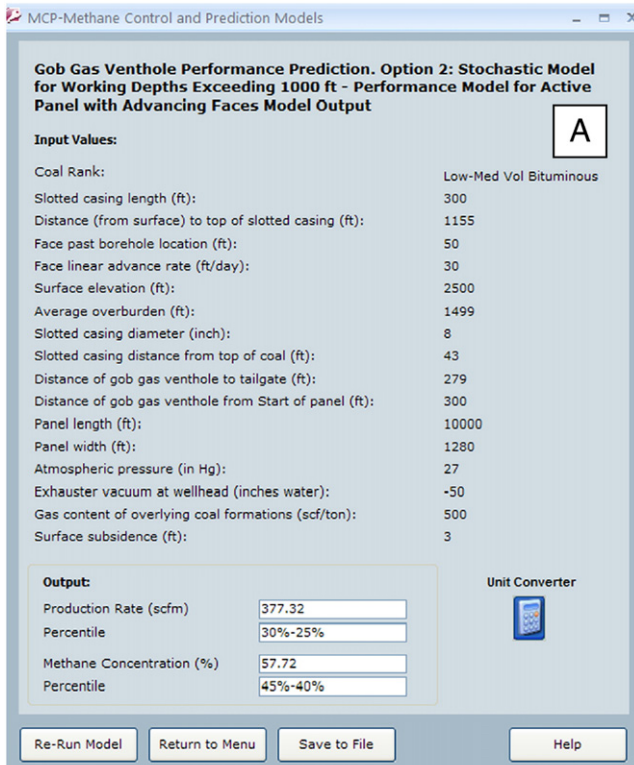 MCP-Methane Control and Prediction Models
Gob Gas Venthole Performance Prediction. Option 2: Stochastic Model
for Working Depths Exceeding 1000 ft - Performance Model for Active
Panel with Advancing Faces Model Output
A
Input Values:
Coal Rank: Low-Med Vol Bituminous
Slotted casing length (ft): 300
Distance (from surface) to top of slotted casing (ft): 1155
Face past borehole location (ft): 50
Face linear advance rate (ft/day): 30
Surface elevation (ft): 2500
Average overburden (ft): 1499
Slotted casing diameter (inch): 8
Slotted casing distance from top of coal (ft): 43
Distance of gob gas venthole to tailgate (ft): 279
Distance of gob gas venthole from Start of panel (ft): 300
Panel length (ft): 10000
Panel width (ft): 1280
Atmospheric pressure (in Hg): 27
Exhauster vacuum at wellhead (inches water): -50
Gas content of overlying coal formations (scf/ton): 500
Surface subsidence (ft): 3
Output:
Unit Converter
Production Rate (scfm) 377.32
Percentile 30%-25%
Methane Concentration (%) 57.72
Percentile 45%-40%
Re-Run Model Return to Menu Save to File Help